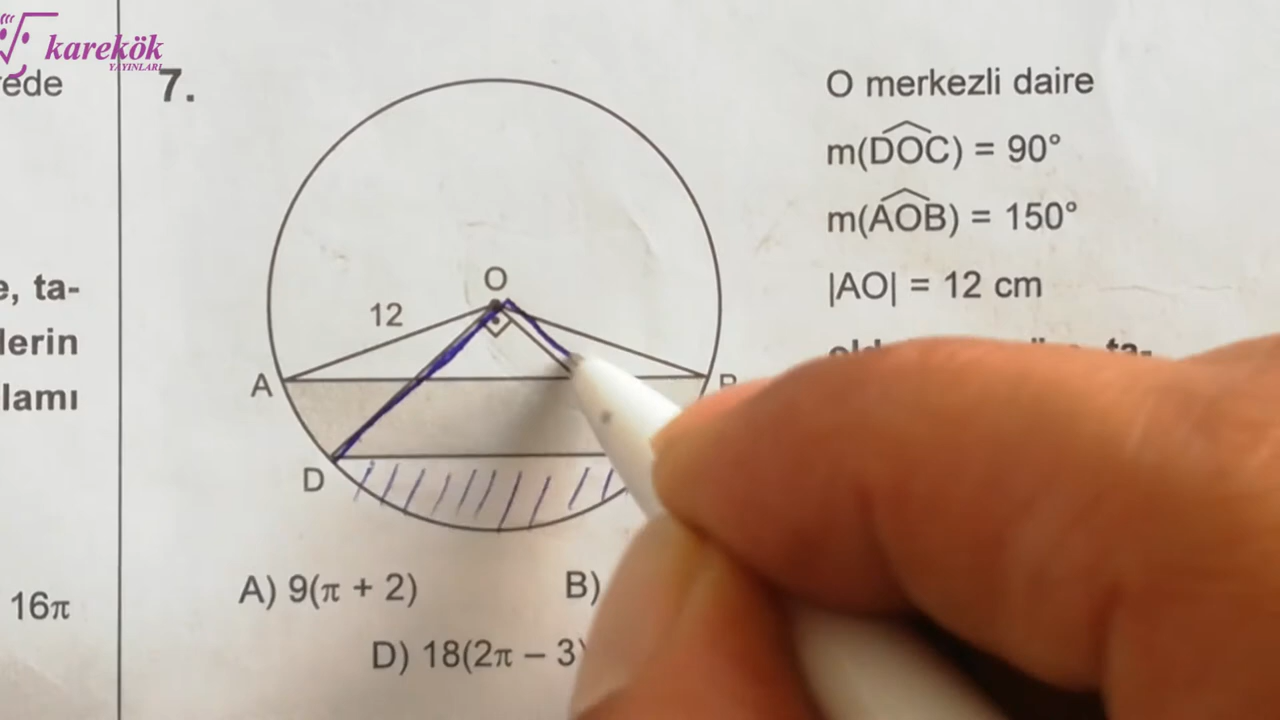 karekök
YAYINLARI
ede
7.
O merkezli daire
m(DOC) = 90°
m(AOB) = 150°
|AO| = 12 cm
e, ta-
lerin
lamı
O
12
A
D
16π
A) 9(π + 2)
B)
D) 18(2π – 3